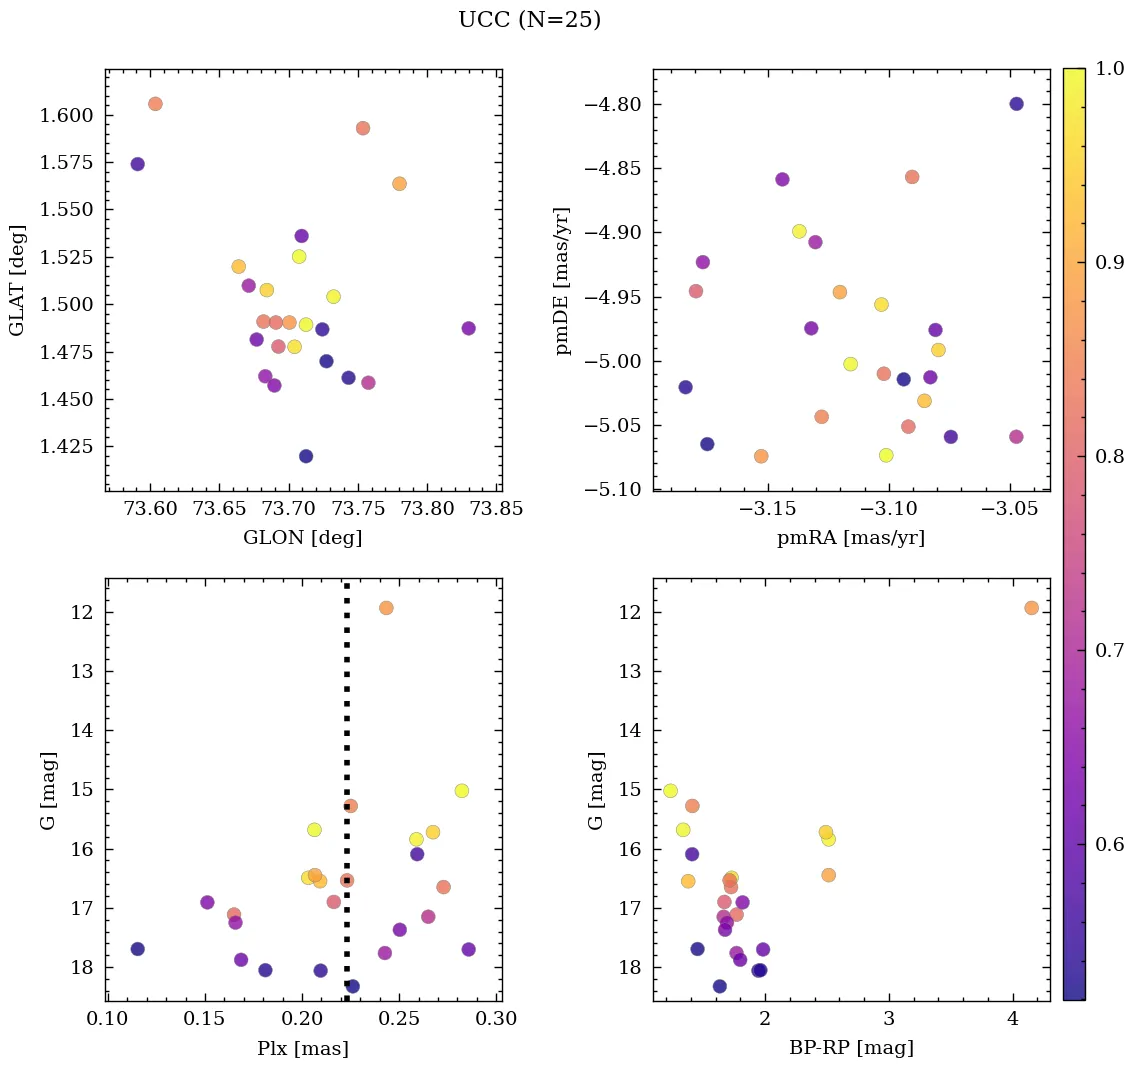 UCC (N=25)
1.600
1.575
1.550
1.525
1.500
1.475
1.450
1.425
GLAT [deg]
73.60 73.65 73.70 73.75 73.80 73.85
GLON [deg]
−4.80
−4.85
−4.90
−4.95
−5.00
−5.05
−5.10
pmDE [mas/yr]
−3.15 −3.10 −3.05
pmRA [mas/yr]
12
13
14
15
16
17
18
G [mag]
0.10 0.15 0.20 0.25 0.30
Plx [mas]
12
13
14
15
16
17
18
G [mag]
2 3 4
BP-RP [mag]
1.0
0.9
0.8
0.7
0.6